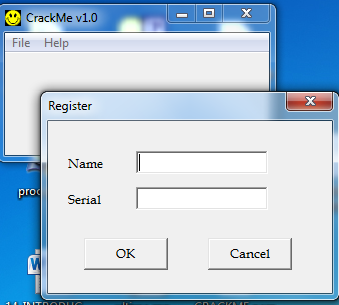 CrackMe v1.0
File Help
Register
Name
Serial
OK Cancel